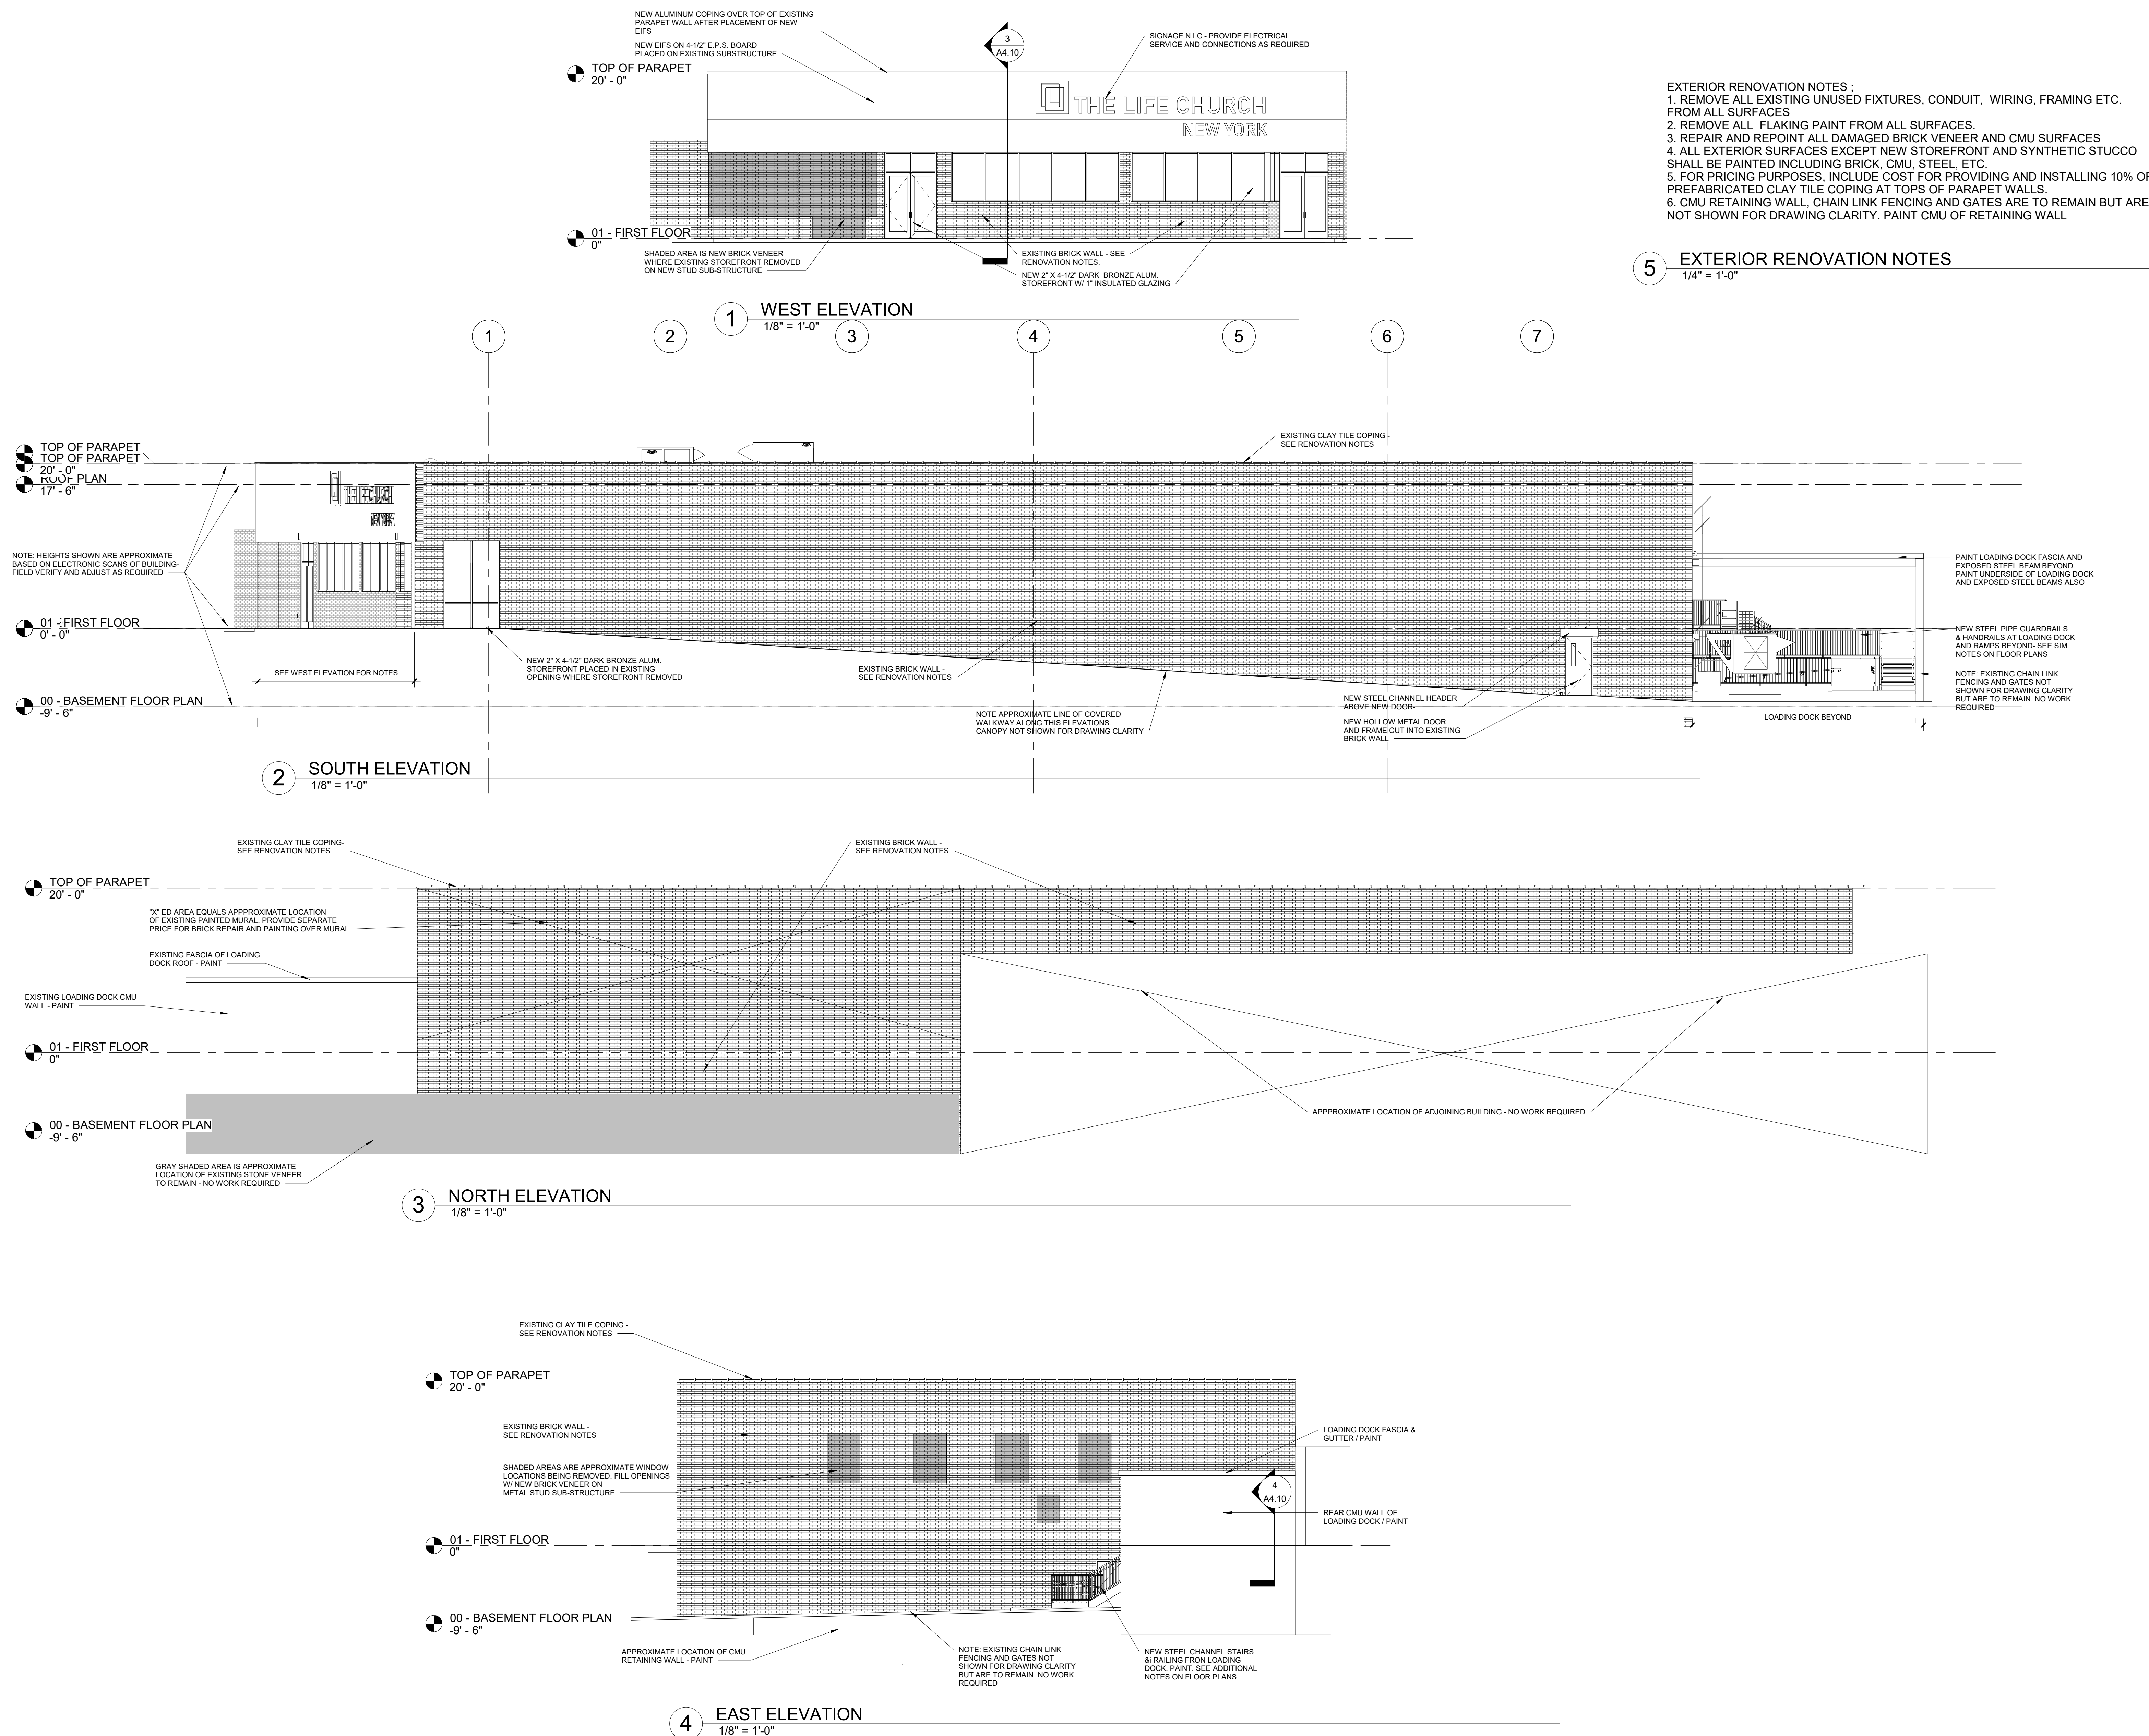 NEW ALUMINUM COPING OVER TOP OF EXISTING
PARAPET WALL AFTER PLACEMENT OF NEW
EIFS
NEW EIFS ON 4-1/2" E.P.S. BOARD
PLACED ON EXISTING SUBSTRUCTURE
3
A4.10
SIGNAGE N.I.C.- PROVIDE ELECTRICAL
SERVICE AND CONNECTIONS AS REQUIRED
TOP OF PARAPET
20' - 0"
THE LIFE CHURCH
NEW YORK
01 - FIRST FLOOR
0"
SHADED AREA IS NEW BRICK VENEER
WHERE EXISTING STOREFRONT REMOVED
ON NEW STUD SUB-STRUCTURE
EXISTING BRICK WALL - SEE
RENOVATION NOTES.
NEW 2" X 4-1/2" DARK BRONZE ALUM.
STOREFRONT W/ 1" INSULATED GLAZING
1
WEST ELEVATION
1/8" = 1'-0"
EXTERIOR RENOVATION NOTES ;
1. REMOVE ALL EXISTING UNUSED FIXTURES, CONDUIT, WIRING, FRAMING ETC.
FROM ALL SURFACES
2. REMOVE ALL FLAKING PAINT FROM ALL SURFACES.
3. REPAIR AND REPOINT ALL DAMAGED BRICK VENEER AND CMU SURFACES
4. ALL EXTERIOR SURFACES EXCEPT NEW STOREFRONT AND SYNTHETIC STUCCO
SHALL BE PAINTED INCLUDING BRICK, CMU, STEEL, ETC.
5. FOR PRICING PURPOSES, INCLUDE COST FOR PROVIDING AND INSTALLING 10% OF
PREFABRICATED CLAY TILE COPING AT TOPS OF PARAPET WALLS.
6. CMU RETAINING WALL, CHAIN LINK FENCING AND GATES ARE TO REMAIN BUT ARE
NOT SHOWN FOR DRAWING CLARITY. PAINT CMU OF RETAINING WALL
5
EXTERIOR RENOVATION NOTES
1/4" = 1'-0"
1
2
3
4
5
6
7
TOP OF PARAPET
TOP OF PARAPET
20' - 0"
ROOF PLAN
17' - 6"
EXISTING CLAY TILE COPING -
SEE RENOVATION NOTES
NOTE: HEIGHTS SHOWN ARE APPROXIMATE
BASED ON ELECTRONIC SCANS OF BUILDING-
FIELD VERIFY AND ADJUST AS REQUIRED
PAINT LOADING DOCK FASCIA AND
EXPOSED STEEL BEAM BEYOND.
PAINT UNDERSIDE OF LOADING DOCK
AND EXPOSED STEEL BEAMS ALSO
01 - FIRST FLOOR
0' - 0"
NEW STEEL PIPE GUARDRAILS
& HANDRAILS AT LOADING DOCK
AND RAMPS BEYOND- SEE SIM.
NOTES ON FLOOR PLANS
SEE WEST ELEVATION FOR NOTES
NEW 2" X 4-1/2" DARK BRONZE ALUM.
STOREFRONT PLACED IN EXISTING
OPENING WHERE STOREFRONT REMOVED
EXISTING BRICK WALL -
SEE RENOVATION NOTES
NOTE: EXISTING CHAIN LINK
FENCING AND GATES NOT
SHOWN FOR DRAWING CLARITY
BUT ARE TO REMAIN. NO WORK
REQUIRED
00 - BASEMENT FLOOR PLAN
-9' - 6"
NOTE APPROXIMATE LINE OF COVERED
WALKWAY ALONG THIS ELEVATIONS.
CANOPY NOT SHOWN FOR DRAWING CLARITY
NEW STEEL CHANNEL HEADER
ABOVE NEW DOOR-
NEW HOLLOW METAL DOOR
AND FRAME CUT INTO EXISTING
BRICK WALL
LOADING DOCK BEYOND
2
SOUTH ELEVATION
1/8" = 1'-0"
EXISTING CLAY TILE COPING-
SEE RENOVATION NOTES
EXISTING BRICK WALL -
SEE RENOVATION NOTES
TOP OF PARAPET
20' - 0"
"X" ED AREA EQUALS APPPROXIMATE LOCATION
OF EXISTING PAINTED MURAL. PROVIDE SEPARATE
PRICE FOR BRICK REPAIR AND PAINTING OVER MURAL
EXISTING FASCIA OF LOADING
DOCK ROOF - PAINT
EXISTING LOADING DOCK CMU
WALL - PAINT
01 - FIRST FLOOR
0"
APPPROXIMATE LOCATION OF ADJOINING BUILDING - NO WORK REQUIRED
00 - BASEMENT FLOOR PLAN
-9' - 6"
GRAY SHADED AREA IS APPROXIMATE
LOCATION OF EXISTING STONE VENEER
TO REMAIN - NO WORK REQUIRED
3
NORTH ELEVATION
1/8" = 1'-0"
EXISTING CLAY TILE COPING -
SEE RENOVATION NOTES
TOP OF PARAPET
20' - 0"
EXISTING BRICK WALL -
SEE RENOVATION NOTES
LOADING DOCK FASCIA &
GUTTER / PAINT
SHADED AREAS ARE APPROXIMATE WINDOW
LOCATIONS BEING REMOVED. FILL OPENINGS
W/ NEW BRICK VENEER ON
METAL STUD SUB-STRUCTURE
4
A4.10
REAR CMU WALL OF
LOADING DOCK / PAINT
01 - FIRST FLOOR
0"
00 - BASEMENT FLOOR PLAN
-9' - 6"
APPROXIMATE LOCATION OF CMU
RETAINING WALL - PAINT
NOTE: EXISTING CHAIN LINK
FENCING AND GATES NOT
SHOWN FOR DRAWING CLARITY
BUT ARE TO REMAIN. NO WORK
REQUIRED
NEW STEEL CHANNEL STAIRS
&i RAILING FRON LOADING
DOCK. PAINT. SEE ADDITIONAL
NOTES ON FLOOR PLANS
4
EAST ELEVATION
1/8" = 1'-0"